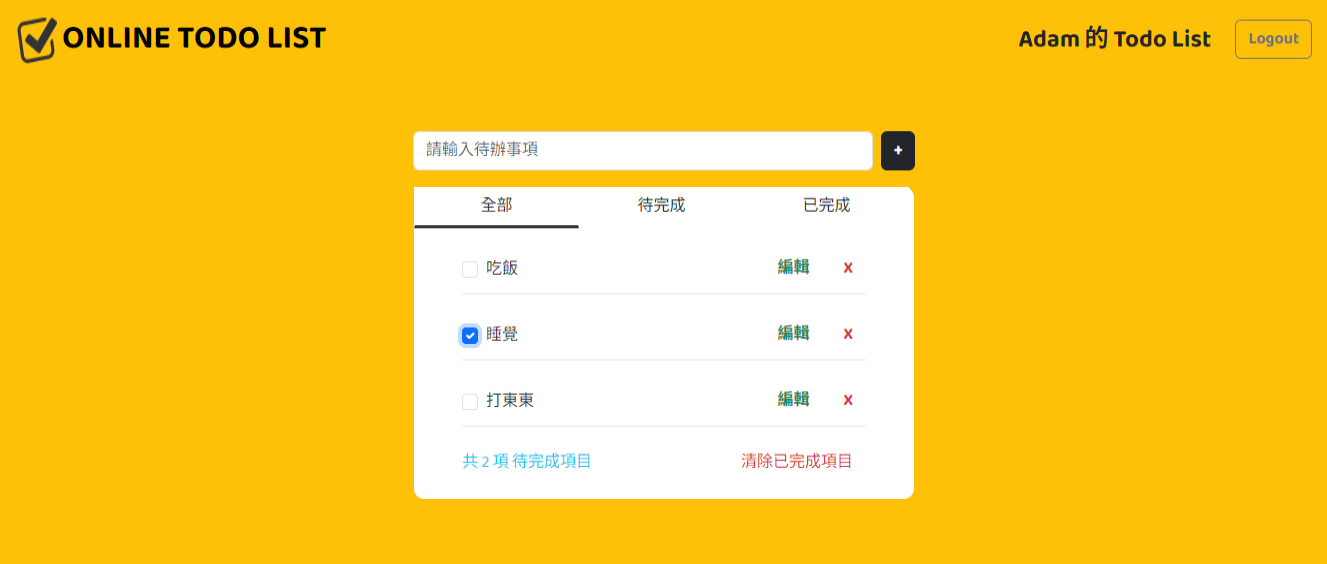 ONLINE TODO LIST
Adam 的 Todo List
Logout
請輸入待辦事項
+
全部 待完成 已完成
吃飯 編輯 X
睡覺 編輯 X
打東東 編輯 X
共 2 項 待完成項目 清除已完成項目